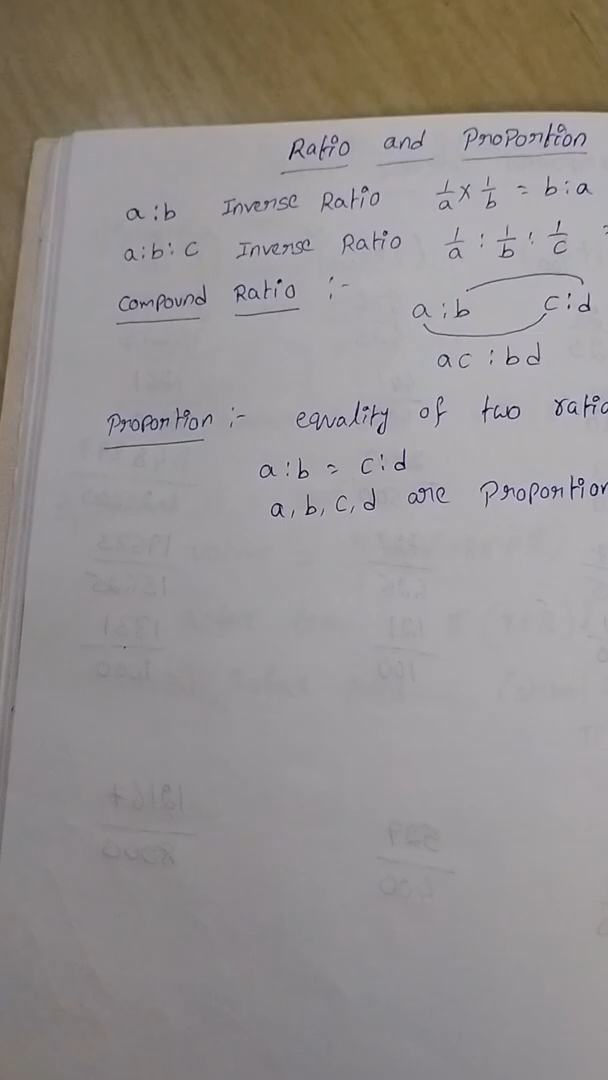 Ratio and Proportion
a:b Inverse Ratio 1/a × 1/b = b:a
a:b:c Inverse Ratio 1/a : 1/b : 1/c =
Compound Ratio :-
a:b c:d
ac : bd
Proportion :- equality of two ratio
a:b = c:d
a, b, c, d are Proportion